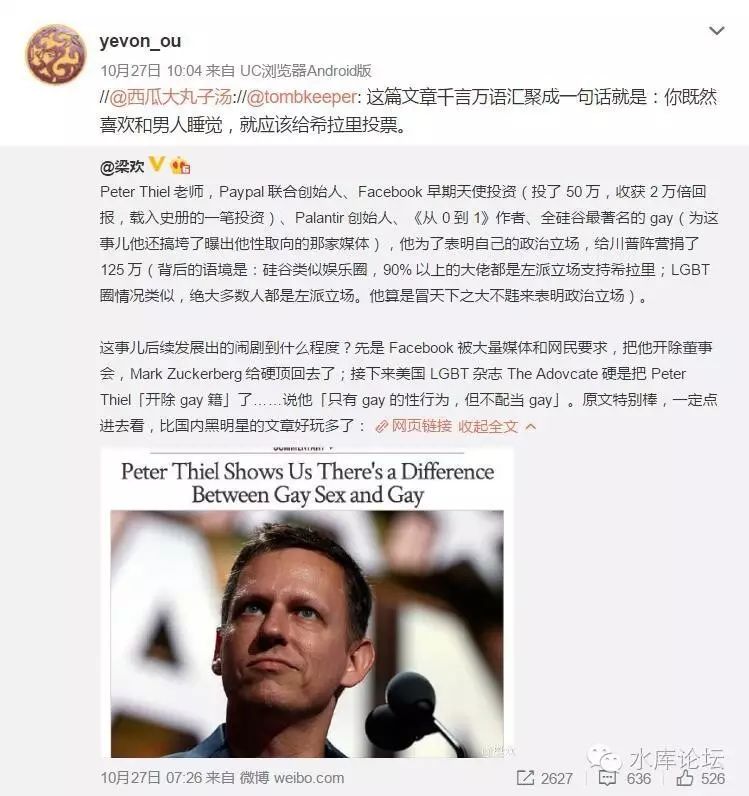 yevon_ou
10月27日 10:04 来自 UC浏览器Android版
//@西瓜大丸子汤://@tombkeeper: 这篇文章千言万语汇聚成一句话就是：你既然
喜欢和男人睡觉，就应该给希拉里投票。
@梁欢
Peter Thiel 老师，Paypal 联合创始人、Facebook 早期天使投资（投了 50 万，收获 2 万倍回
报，载入史册的一笔投资）、Palantir 创始人、《从 0 到 1》作者、全硅谷最著名的 gay（为这
事儿他还搞垮了曝出他性取向的那家媒体），他为了表明自己的政治立场，给川普阵营捐了
125 万（背后的语境是：硅谷类似娱乐圈，90% 以上的大佬都是左派立场支持希拉里；LGBT
圈情况类似，绝大多数人都是左派立场。他算是冒天下之大不韪来表明政治立场）。
这事儿后续发展出的闹剧到什么程度？先是 Facebook 被大量媒体和网民要求，把他开除董事
会，Mark Zuckerberg 给硬顶回去了；接下来美国 LGBT 杂志 The Adovcate 硬是把 Peter
Thiel「开除 gay 籍」了……说他「只有 gay 的性行为，但不配当 gay」。原文特别棒，一定点
进去看，比国内黑明星的文章好玩多了： 网页链接 收起全文
COMMENTARY
Peter Thiel Shows Us There's a Difference
Between Gay Sex and Gay
@梁欢
10月27日 07:26 来自 微博 weibo.com
2627 636 526
水库论坛